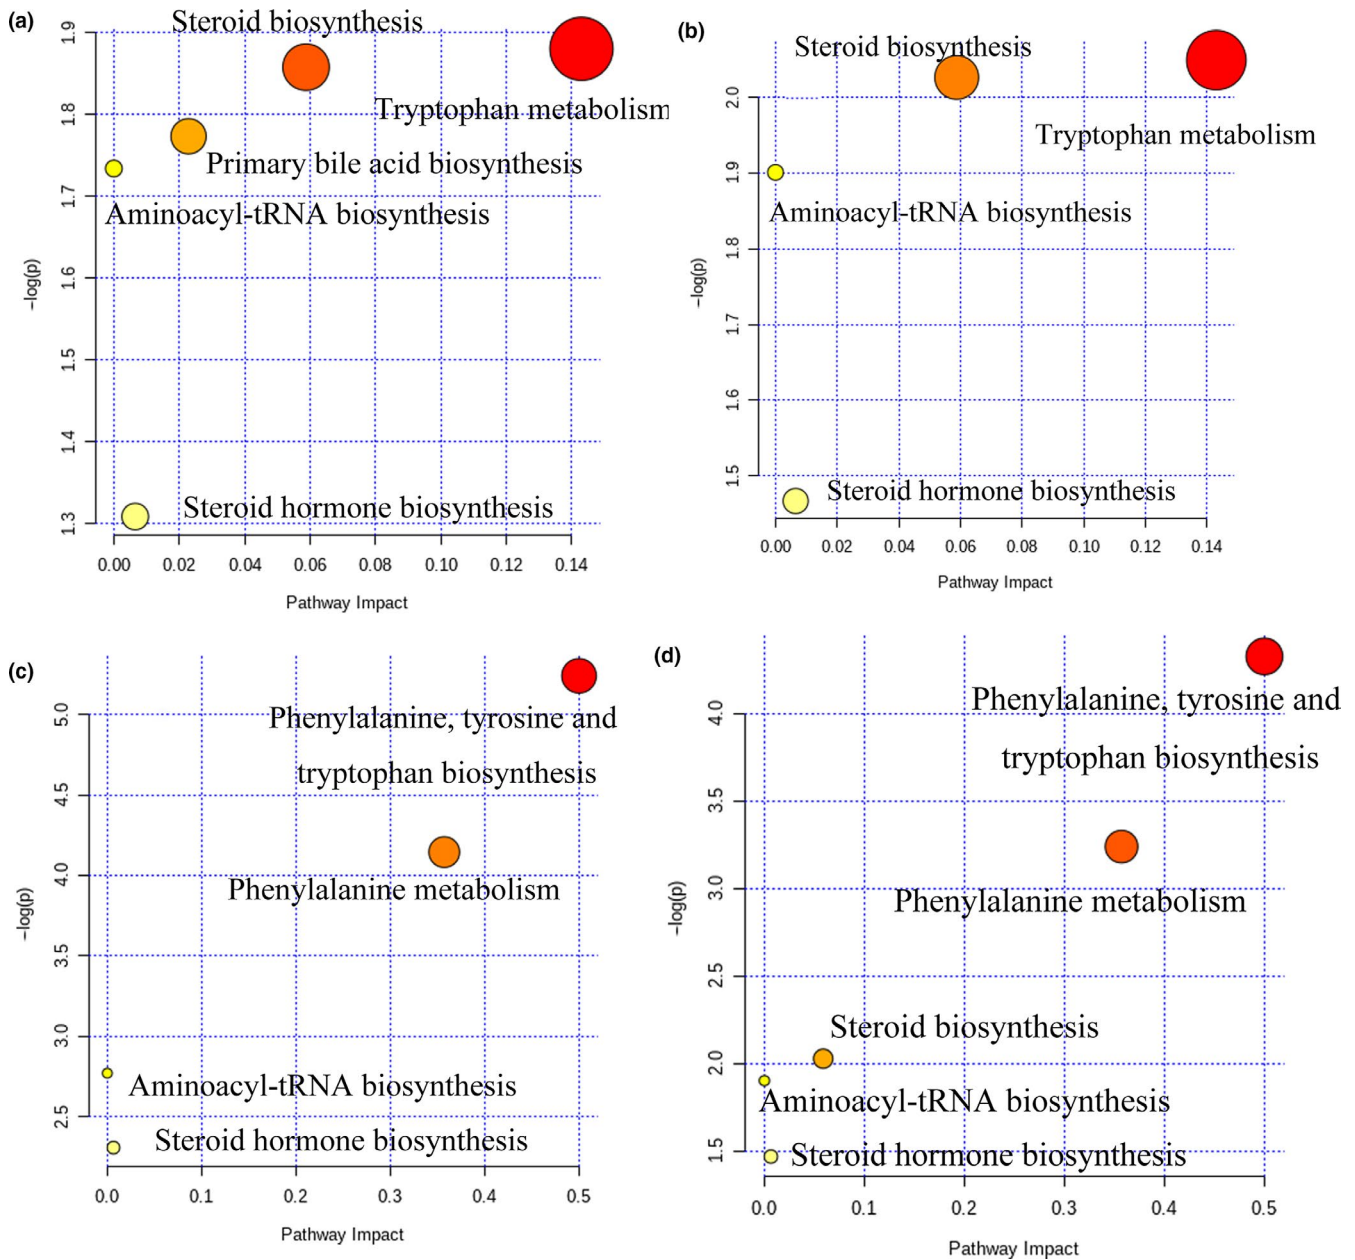 (a)
Steroid biosynthesis
Tryptophan metabolism
Primary bile acid biosynthesis
Aminoacyl-tRNA biosynthesis
Steroid hormone biosynthesis
−log(p)
1.9
1.8
1.7
1.6
1.5
1.4
1.3
0.00 0.02 0.04 0.06 0.08 0.10 0.12 0.14
Pathway Impact
(b)
Steroid biosynthesis
Tryptophan metabolism
Aminoacyl-tRNA biosynthesis
Steroid hormone biosynthesis
−log(p)
2.0
1.9
1.8
1.7
1.6
1.5
0.00 0.02 0.04 0.06 0.08 0.10 0.12 0.14
Pathway Impact
(c)
Phenylalanine, tyrosine and
tryptophan biosynthesis
Phenylalanine metabolism
Aminoacyl-tRNA biosynthesis
Steroid hormone biosynthesis
−log(p)
5.0
4.5
4.0
3.5
3.0
2.5
0.0 0.1 0.2 0.3 0.4 0.5
Pathway Impact
(d)
Phenylalanine, tyrosine and
tryptophan biosynthesis
Phenylalanine metabolism
Steroid biosynthesis
Aminoacyl-tRNA biosynthesis
Steroid hormone biosynthesis
−log(p)
4.0
3.5
3.0
2.5
2.0
1.5
0.0 0.1 0.2 0.3 0.4 0.5
Pathway Impact